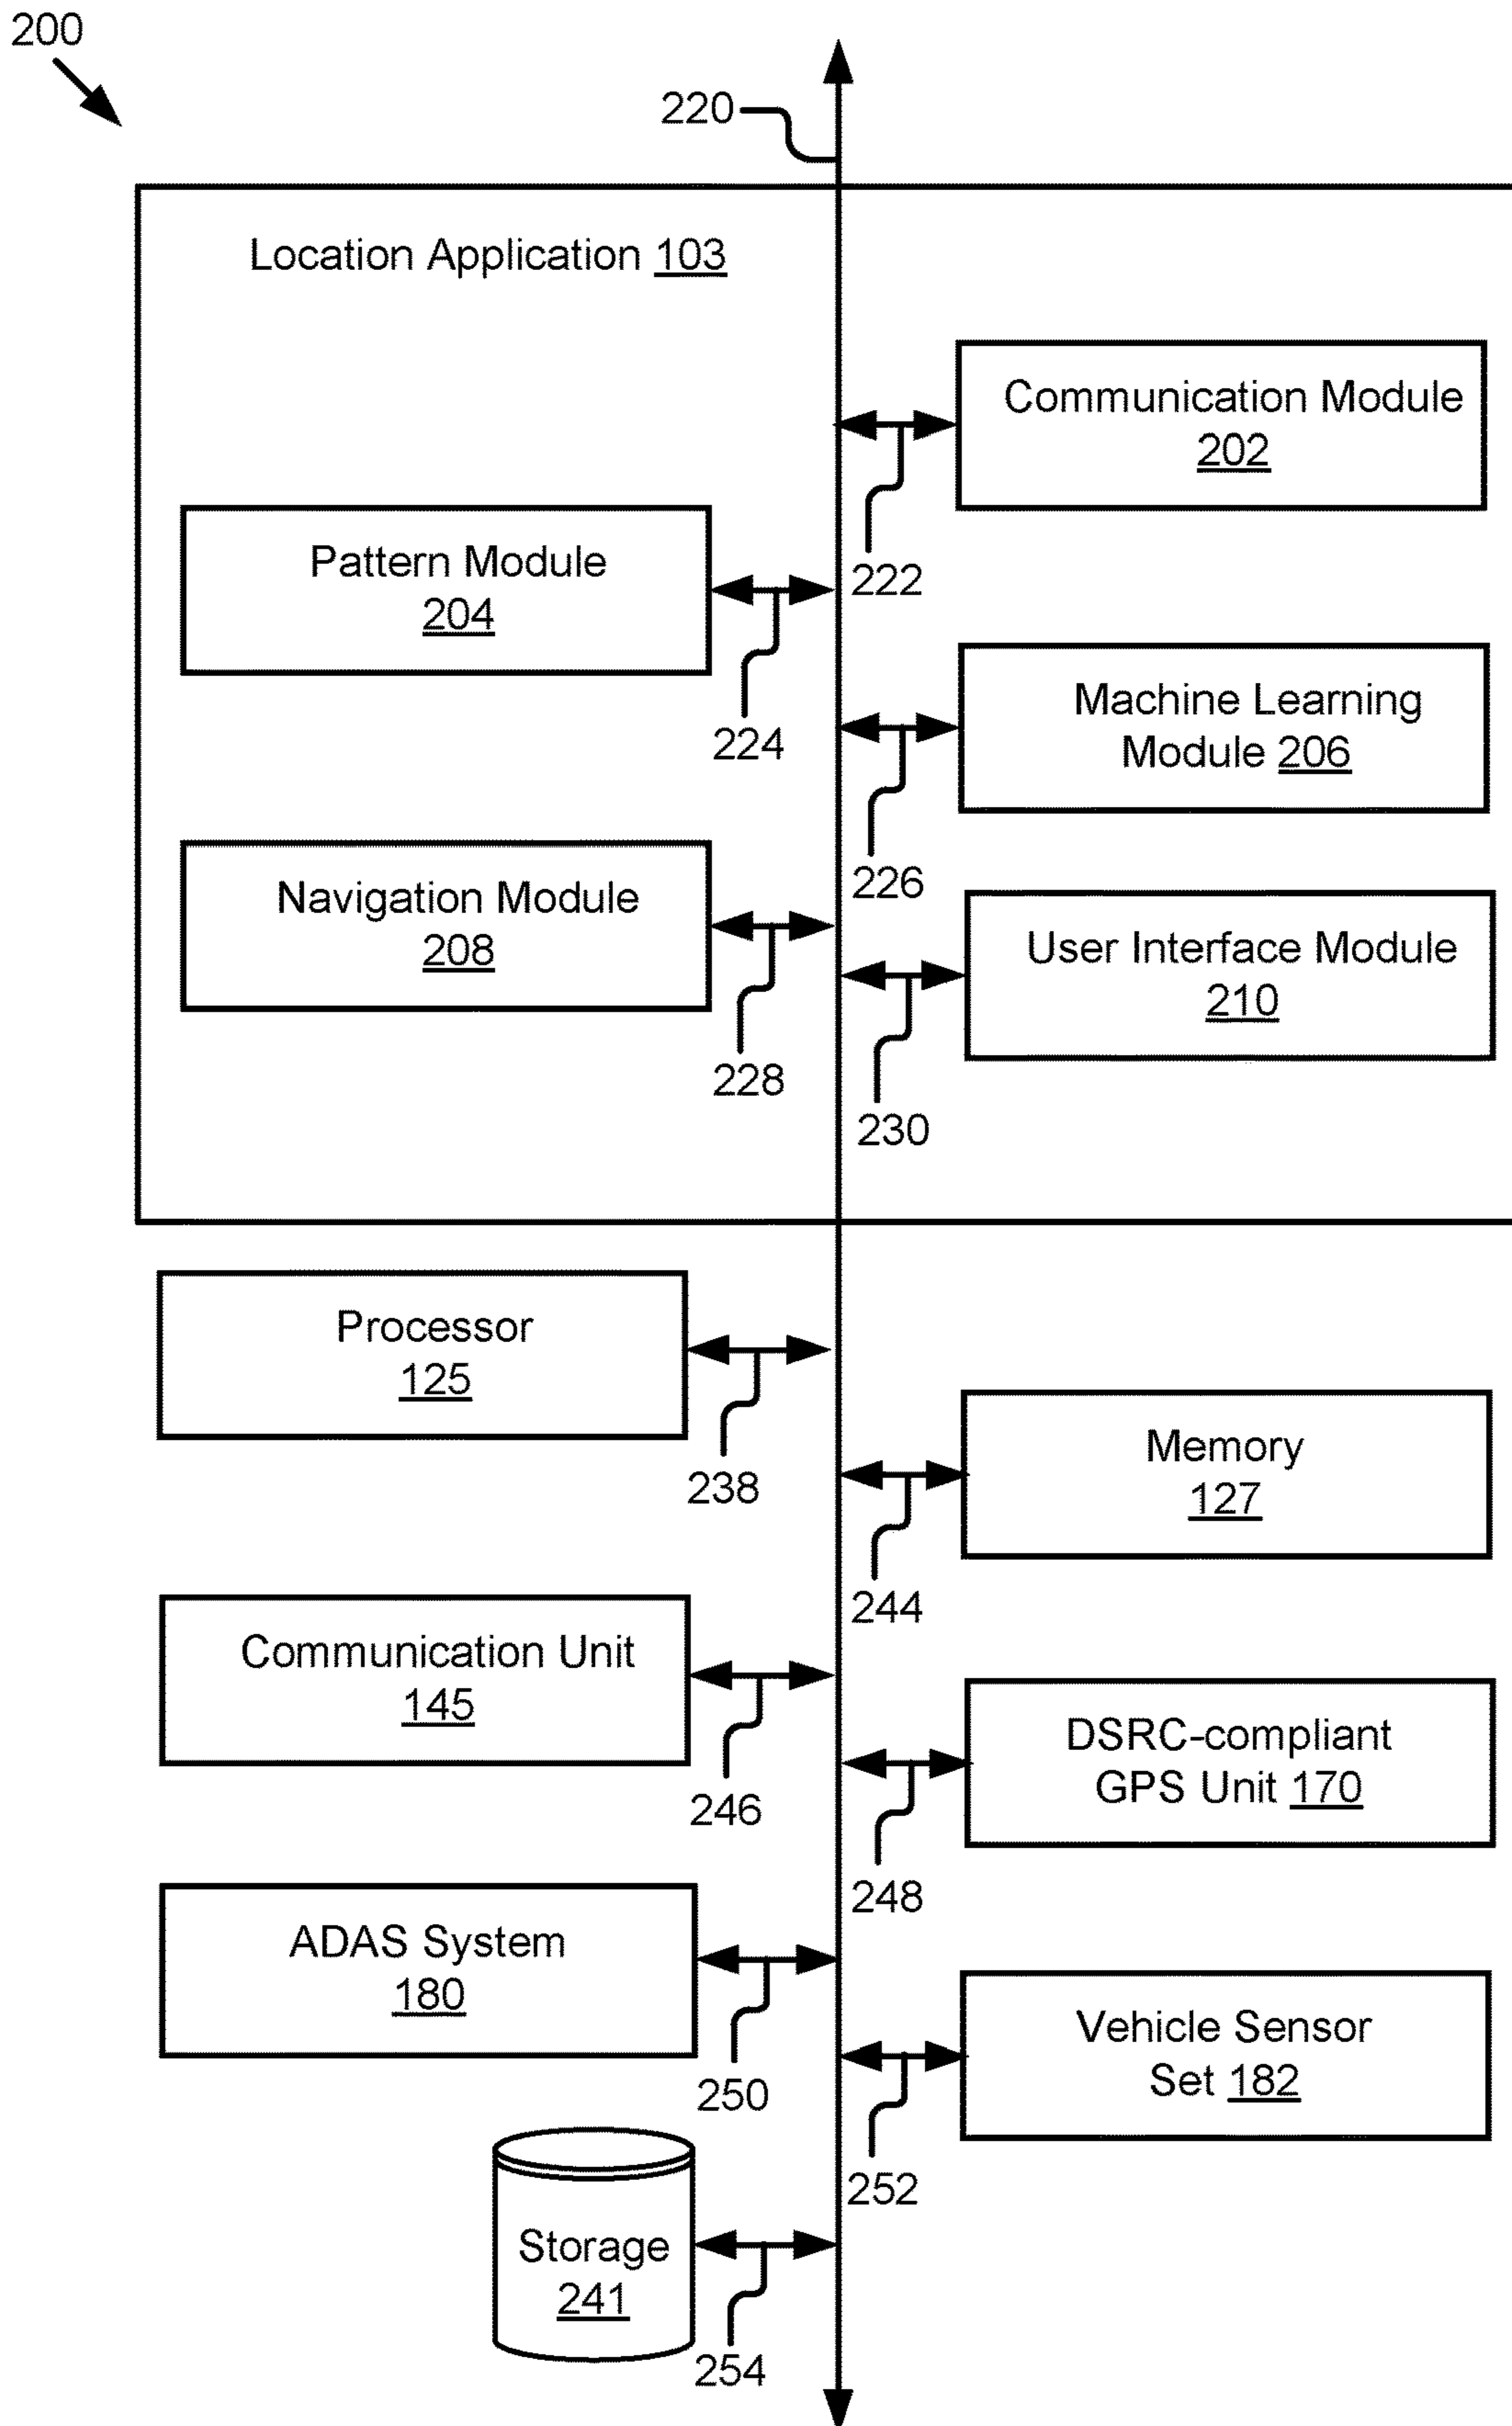 200
220
Location Application 103
Communication Module
202
222
Pattern Module
204
224
Machine Learning
Module 206
226
Navigation Module
208
228
User Interface Module
210
230
Processor
125
238
Memory
127
244
Communication Unit
145
246
DSRC-compliant
GPS Unit 170
248
ADAS System
180
250
Vehicle Sensor
Set 182
252
Storage
241
254